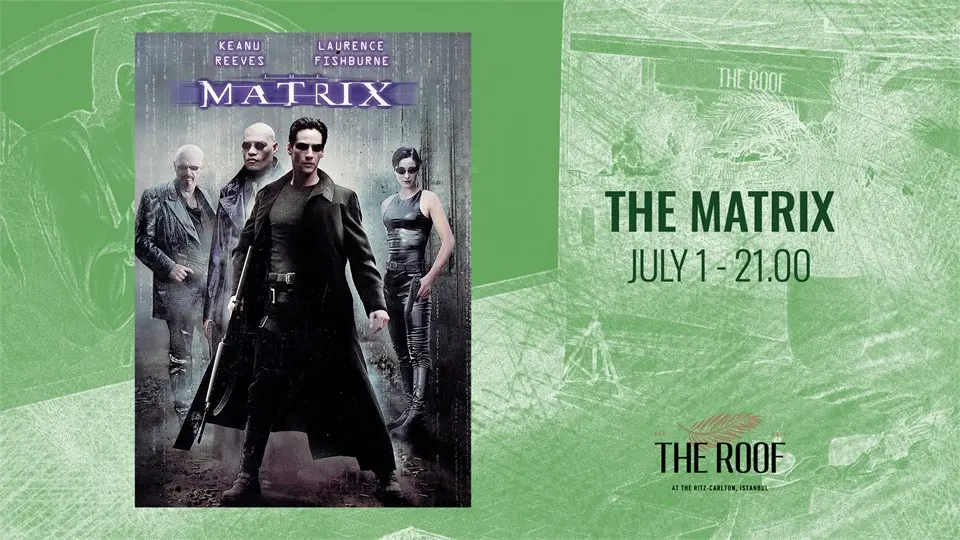 KEANU REEVES
LAURENCE FISHBURNE
THE
MATRIX
THE ROOF
THE MATRIX
JULY 1 - 21.00
THE ROOF
AT THE RITZ-CARLTON, ISTANBUL